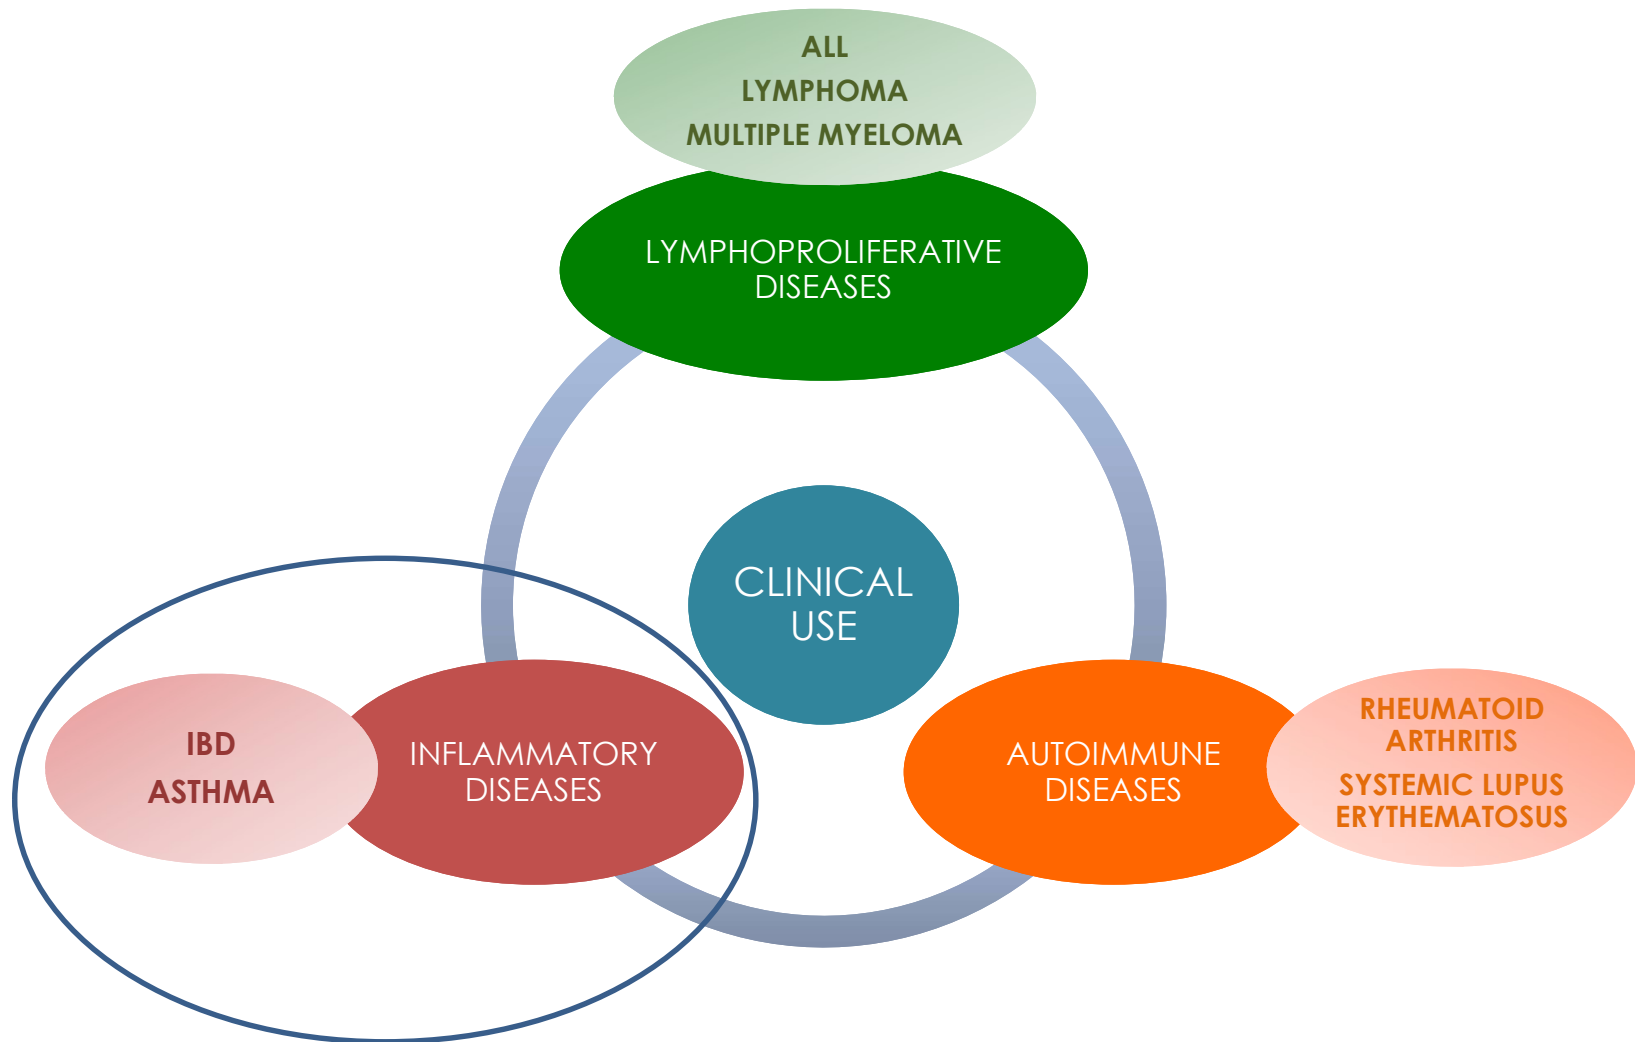 ALL
LYMPHOMA
MULTIPLE MYELOMA
LYMPHOPROLIFERATIVE
DISEASES
CLINICAL
USE
IBD
ASTHMA
INFLAMMATORY
DISEASES
AUTOIMMUNE
DISEASES
RHEUMATOID
ARTHRITIS
SYSTEMIC LUPUS
ERYTHEMATOSUS